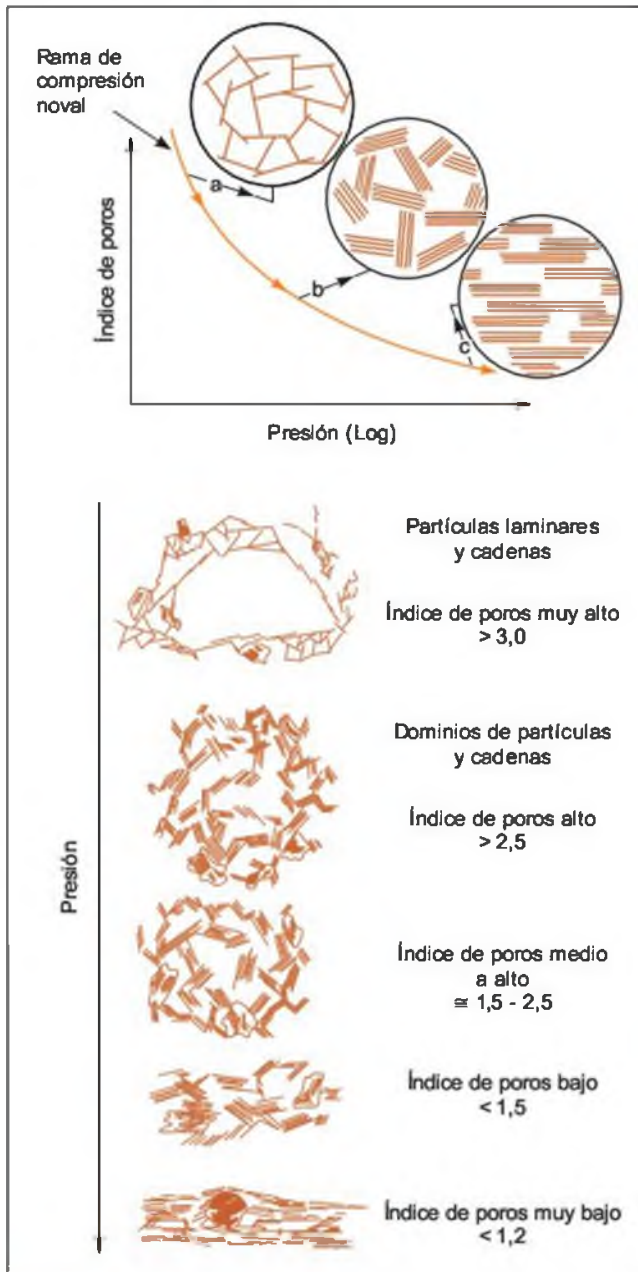 Rama de
compresión
noval
a
b
c
Índice de poros
Presión (Log)
Presión
Partículas laminares
y cadenas
Índice de poros muy alto
> 3,0
Dominios de partículas
y cadenas
Índice de poros alto
> 2,5
Índice de poros medio
a alto
≅ 1,5 - 2,5
Índice de poros bajo
< 1,5
Índice de poros muy bajo
< 1,2